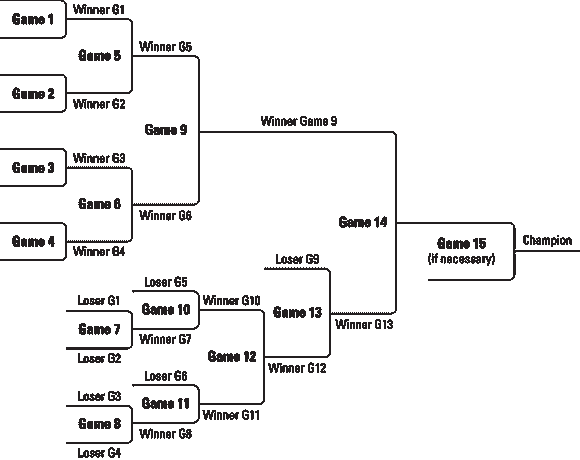 Game 1
Winner G1
Game 5
Winner G5
Game 2
Winner G2
Game 9
Winner Game 9
Game 3
Winner G3
Game 6
Winner G6
Game 4
Winner G4
Game 14
Game 15
(if necessary)
Champion
Loser G9
Game 13
Winner G13
Loser G5
Loser G1
Game 10
Winner G10
Game 7
Winner G7
Loser G2
Game 12
Winner G12
Loser G6
Loser G3
Game 11
Winner G11
Game 8
Winner G8
Loser G4